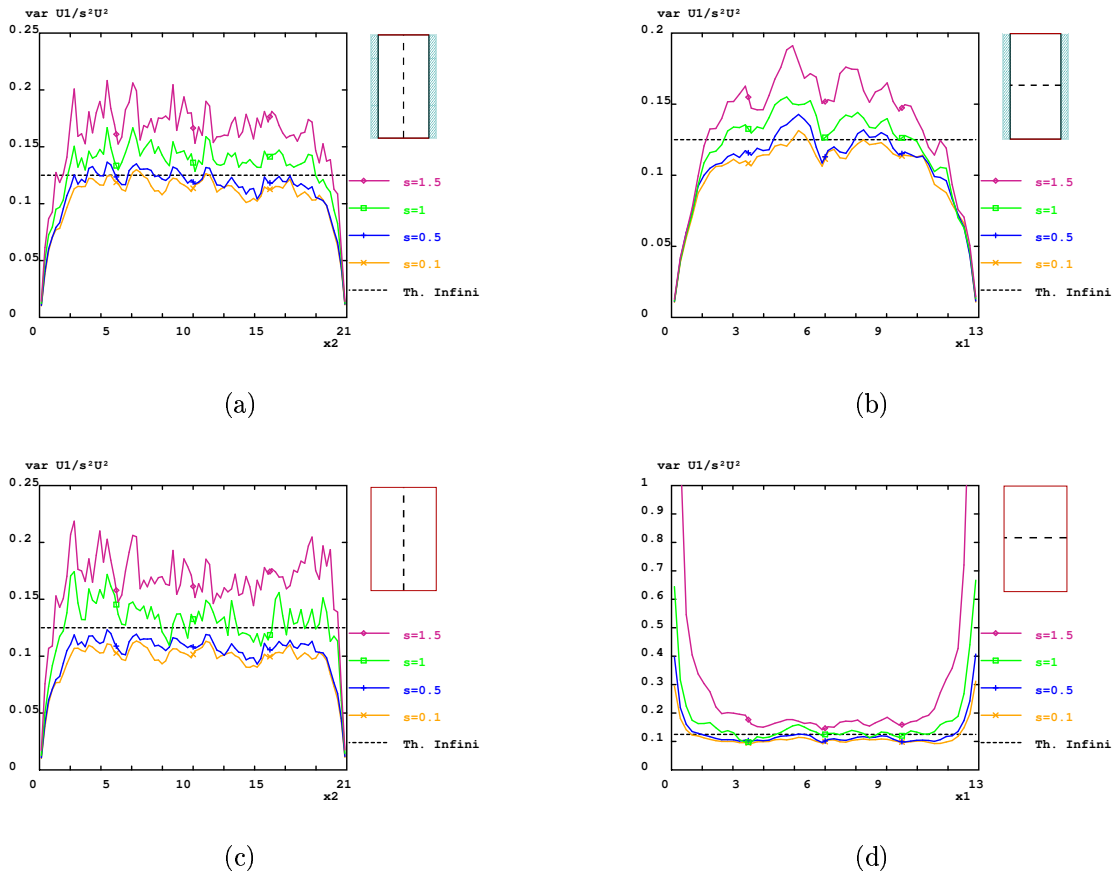 var U1/s²U²
0.25
0.2
0.15
0.1
0.05
0
0 5 10 15 21
x2
s=1.5
s=1
s=0.5
s=0.1
Th. Infini
(a)
var U1/s²U²
0.2
0.15
0.1
0.05
0
0 3 6 9 13
x1
s=1.5
s=1
s=0.5
s=0.1
Th. Infini
(b)
var U1/s²U²
0.25
0.2
0.15
0.1
0.05
0
0 5 10 15 21
x2
s=1.5
s=1
s=0.5
s=0.1
Th. Infini
(c)
var U1/s²U²
1
0.9
0.8
0.7
0.6
0.5
0.4
0.3
0.2
0.1
0
0 3 6 9 13
x1
s=1.5
s=1
s=0.5
s=0.1
Th. Infini
(d)